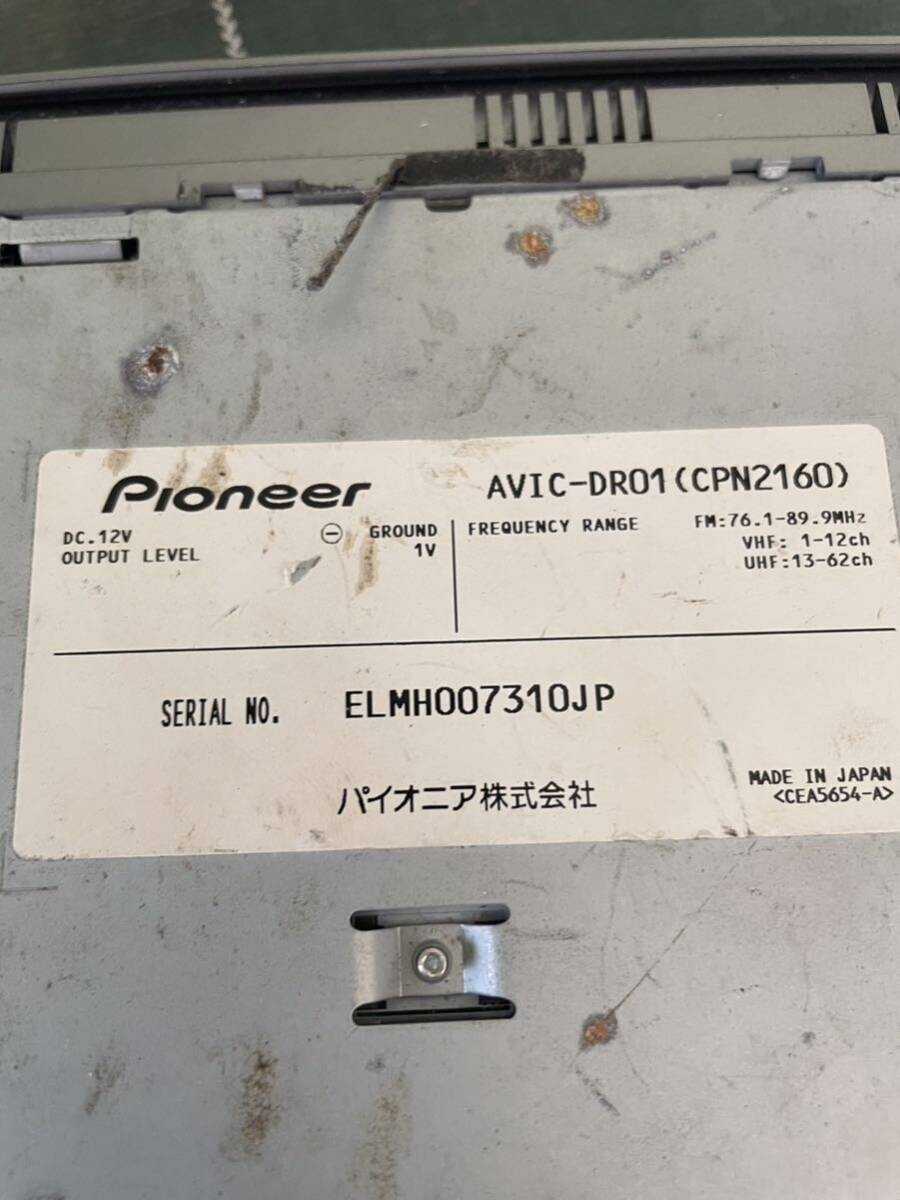 Pioneer
AVIC-DR01(CPN2160)
DC.12V ⊖ GROUND
OUTPUT LEVEL 1V
FREQUENCY RANGE FM:76.1-89.9MHz
VHF: 1-12ch
UHF:13-62ch
SERIAL NO. ELMH007310JP
パイオニア株式会社
MADE IN JAPAN
<CEA5654-A>